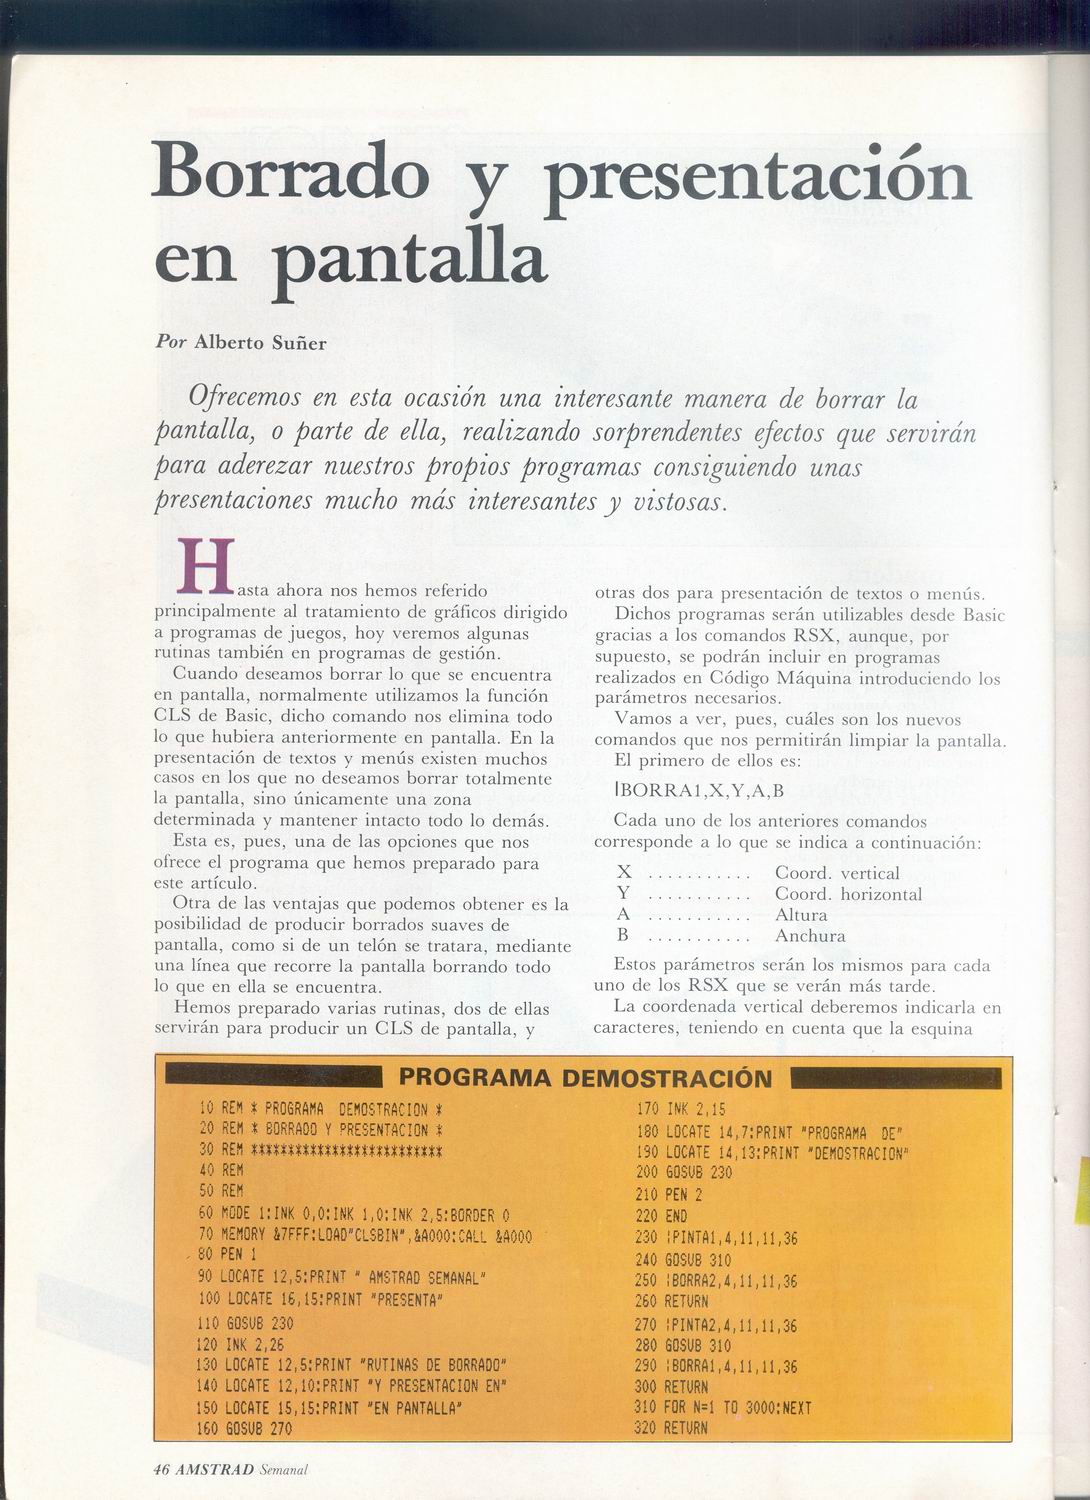 Borrado y presentación
en pantalla
Por Alberto Suñer
Ofrecemos en esta ocasión una interesante manera de borrar la
pantalla, o parte de ella, realizando sorprendentes efectos que servirán
para aderezar nuestros propios programas consiguiendo unas
presentaciones mucho más interesantes y vistosas.
Hasta ahora nos hemos referido
principalmente al tratamiento de gráficos dirigido
a programas de juegos, hoy veremos algunas
rutinas también en programas de gestión.
Cuando deseamos borrar lo que se encuentra
en pantalla, normalmente utilizamos la función
CLS de Basic, dicho comando nos elimina todo
lo que hubiera anteriormente en pantalla. En la
presentación de textos y menús existen muchos
casos en los que no deseamos borrar totalmente
la pantalla, sino únicamente una zona
determinada y mantener intacto todo lo demás.
Esta es, pues, una de las opciones que nos
ofrece el programa que hemos preparado para
este artículo.
Otra de las ventajas que podemos obtener es la
posibilidad de producir borrados suaves de
pantalla, como si de un telón se tratara, mediante
una línea que recorre la pantalla borrando todo
lo que en ella se encuentra.
Hemos preparado varias rutinas, dos de ellas
servirán para producir un CLS de pantalla, y
otras dos para presentación de textos o menús.
Dichos programas serán utilizables desde Basic
gracias a los comandos RSX, aunque, por
supuesto, se podrán incluir en programas
realizados en Código Máquina introduciendo los
parámetros necesarios.
Vamos a ver, pues, cuáles son los nuevos
comandos que nos permitirán limpiar la pantalla.
El primero de ellos es:
|BORRA1,X,Y,A,B
Cada uno de los anteriores comandos
corresponde a lo que se indica a continuación:
X ........... Coord. vertical
Y ........... Coord. horizontal
A ........... Altura
B ........... Anchura
Estos parámetros serán los mismos para cada
uno de los RSX que se verán más tarde.
La coordenada vertical deberemos indicarla en
caracteres, teniendo en cuenta que la esquina
PROGRAMA DEMOSTRACIÓN
10 REM * PROGRAMA  DEMOSTRACION *
20 REM * BORRADO Y PRESENTACION *
30 REM **************************
40 REM
50 REM
60 MODE 1:INK 0,0:INK 1,0:INK 2,5:BORDER 0
70 MEMORY &7FFF:LOAD"CLSBIN",&A000:CALL &A000
80 PEN 1
90 LOCATE 12,5:PRINT " AMSTRAD SEMANAL"
100 LOCATE 16,15:PRINT "PRESENTA"
110 GOSUB 230
120 INK 2,26
130 LOCATE 12,5:PRINT "RUTINAS DE BORRADO"
140 LOCATE 12,10:PRINT "Y PRESENTACION EN"
150 LOCATE 15,15:PRINT "EN PANTALLA"
160 GOSUB 270
170 INK 2,15
180 LOCATE 14,7:PRINT "PROGRAMA  DE"
190 LOCATE 14,13:PRINT "DEMOSTRACION"
200 GOSUB 230
210 PEN 2
220 END
230 |PINTA1,4,11,11,36
240 GOSUB 310
250 |BORRA2,4,11,11,36
260 RETURN
270 |PINTA2,4,11,11,36
280 GOSUB 310
290 |BORRA1,4,11,11,36
300 RETURN
310 FOR N=1 TO 3000:NEXT
320 RETURN
46 AMSTRAD Semanal